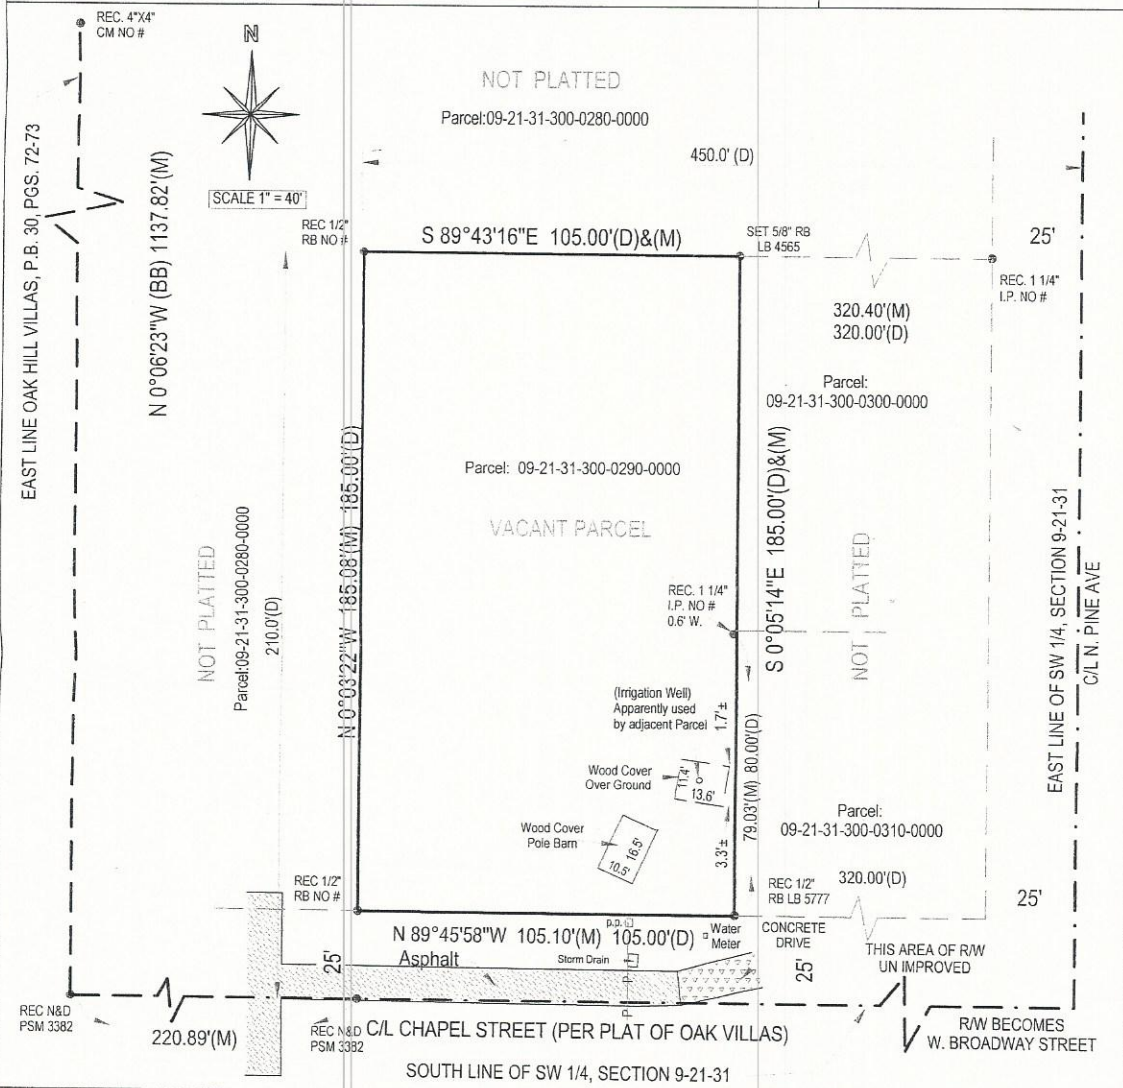 REC. 4"X4"
CM NO #
N
SCALE 1" = 40'
NOT PLATTED
Parcel:09-21-31-300-0280-0000
450.0' (D)
EAST LINE OAK HILL VILLAS, P.B. 30, PGS. 72-73
N 0°06'23"W (BB) 1137.82'(M)
REC 1/2"
RB NO #
S 89°43'16"E 105.00'(D)&(M)
SET 5/8" RB
LB 4565
25'
REC. 1 1/4"
I.P. NO #
320.40'(M)
320.00'(D)
Parcel:
09-21-31-300-0300-0000
Parcel: 09-21-31-300-0290-0000
VACANT PARCEL
N 0°03'22"W 185.08'(M) 185.00'(D)
S 0°05'14"E 185.00'(D)&(M)
NOT PLATTED
Parcel:09-21-31-300-0280-0000
210.0'(D)
NOT PLATTED
EAST LINE OF SW 1/4, SECTION 9-21-31
C/L N. PINE AVE
REC. 1 1/4"
I.P. NO #
0.6' W.
(Irrigation Well)
Apparently used
by adjacent Parcel
1.7'±
79.03'(M) 80.00'(D)
Wood Cover
Over Ground
11.4'
13.6'
Wood Cover
Pole Barn
16.5'
10.5'
3.3'±
Parcel:
09-21-31-300-0310-0000
320.00'(D)
REC 1/2"
RB NO #
REC 1/2"
RB LB 5777
25'
N 89°45'58"W 105.10'(M) 105.00'(D)
p.p.
Water
Meter
CONCRETE
DRIVE
Asphalt
Storm Drain
25'
25'
P P P
THIS AREA OF R/W
UN IMPROVED
REC N&D
PSM 3382
220.89'(M)
REC N&D
PSM 3382
C/L CHAPEL STREET (PER PLAT OF OAK VILLAS)
R/W BECOMES
W. BROADWAY STREET
SOUTH LINE OF SW 1/4, SECTION 9-21-31